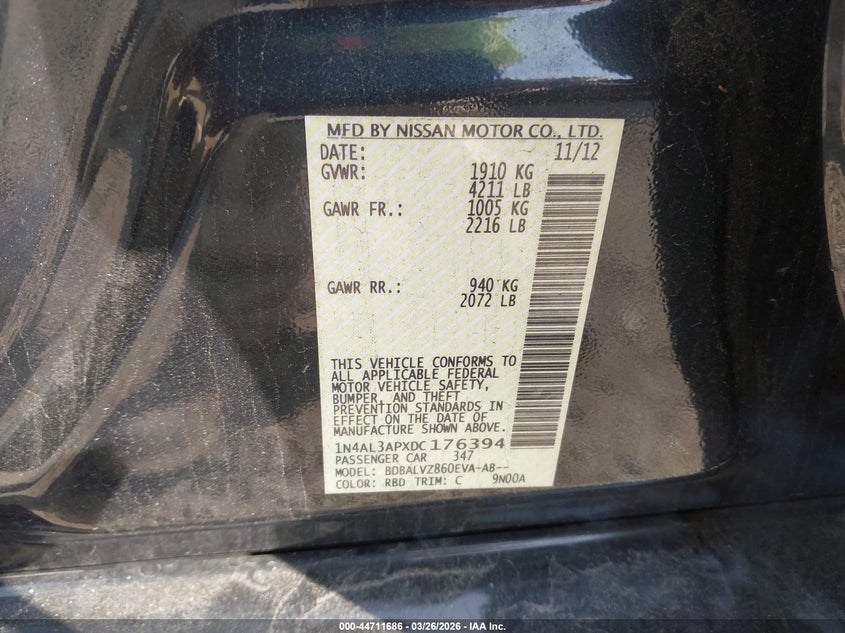 MFD BY NISSAN MOTOR CO., LTD.
DATE: 11/12
GVWR: 1910 KG
4211 LB
GAWR FR.: 1005 KG
2216 LB
GAWR RR.: 940 KG
2072 LB
THIS VEHICLE CONFORMS TO
ALL APPLICABLE FEDERAL
MOTOR VEHICLE SAFETY,
BUMPER, AND THEFT
PREVENTION STANDARDS IN
EFFECT ON THE DATE OF
MANUFACTURE SHOWN ABOVE.
1N4AL3APXDC176394
PASSENGER CAR 347
MODEL: BDBALVZ860EVA-AB--
COLOR: RBD TRIM: C 9N00A
000-44711686 - 03/26/2026 - IAA Inc.